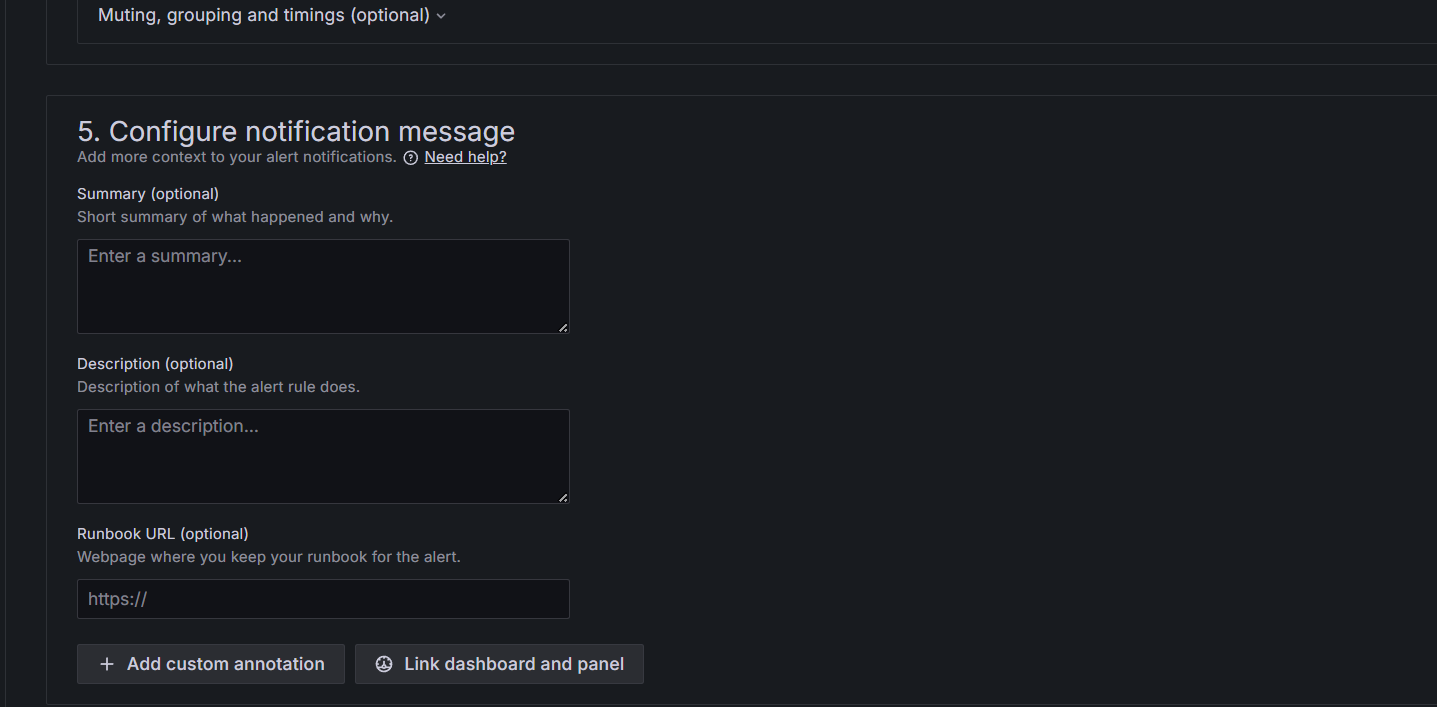 Muting, grouping and timings (optional)
5. Configure notification message
Add more context to your alert notifications. Need help?
Summary (optional)
Short summary of what happened and why.
Enter a summary...
Description (optional)
Description of what the alert rule does.
Enter a description...
Runbook URL (optional)
Webpage where you keep your runbook for the alert.
https://
Add custom annotation Link dashboard and panel